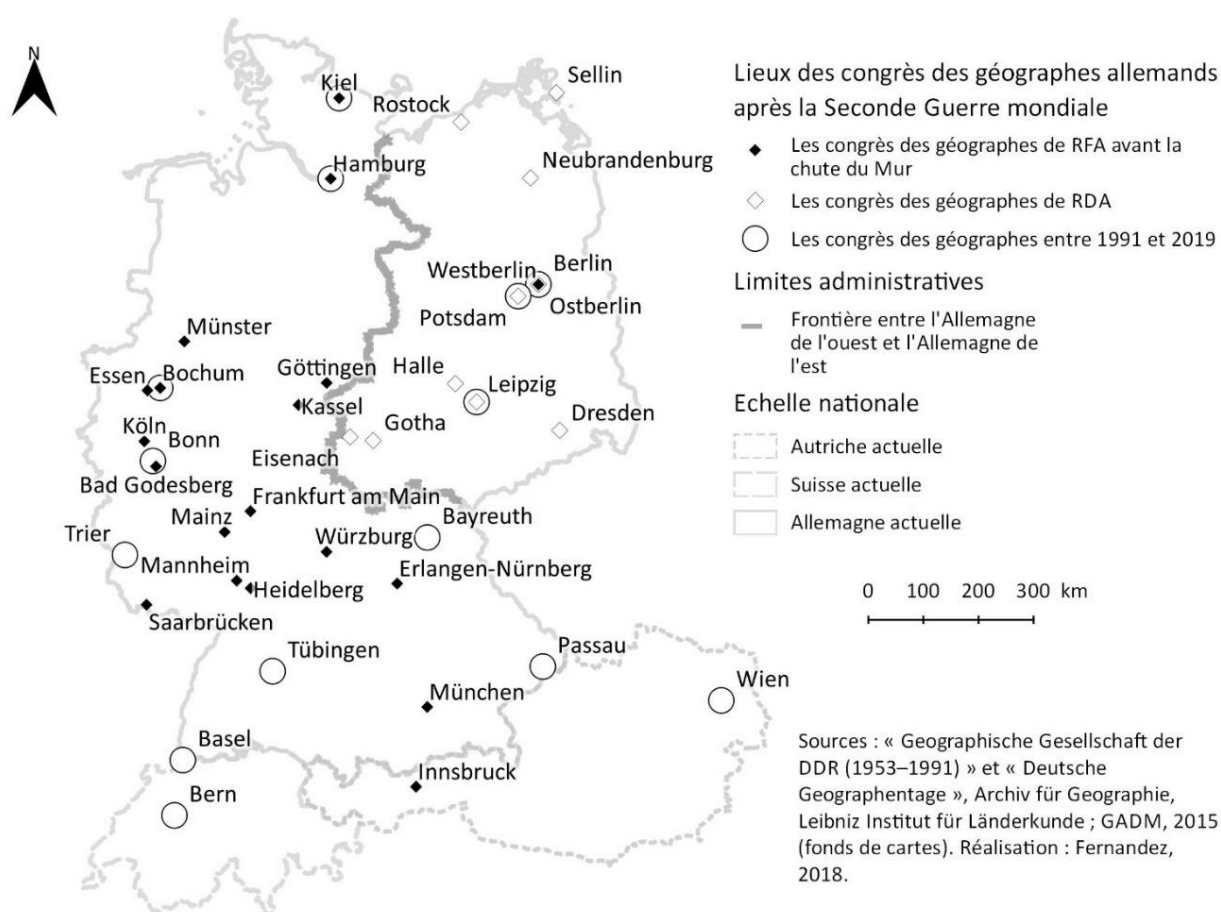 N
Kiel
Sellin
Rostock
Hamburg
Neubrandenburg
Westberlin
Berlin
Potsdam
Ostberlin
Münster
Göttingen
Halle
Essen
Bochum
Leipzig
Kassel
Dresden
Köln
Bonn
Gotha
Eisenach
Bad Godesberg
Frankfurt am Main
Mainz
Bayreuth
Trier
Würzburg
Mannheim
Erlangen-Nürnberg
Heidelberg
Saarbrücken
Tübingen
Passau
Wien
München
Basel
Innsbruck
Bern
Lieux des congrès des géographes allemands
après la Seconde Guerre mondiale
Les congrès des géographes de RFA avant la
chute du Mur
Les congrès des géographes de RDA
Les congrès des géographes entre 1991 et 2019
Limites administratives
Frontière entre l'Allemagne
de l'ouest et l'Allemagne de
l'est
Echelle nationale
Autriche actuelle
Suisse actuelle
Allemagne actuelle
0 100 200 300 km
Sources : « Geographische Gesellschaft der
DDR (1953–1991) » et « Deutsche
Geographentage », Archiv für Geographie,
Leibniz Institut für Länderkunde ; GADM, 2015
(fonds de cartes). Réalisation : Fernandez,
2018.